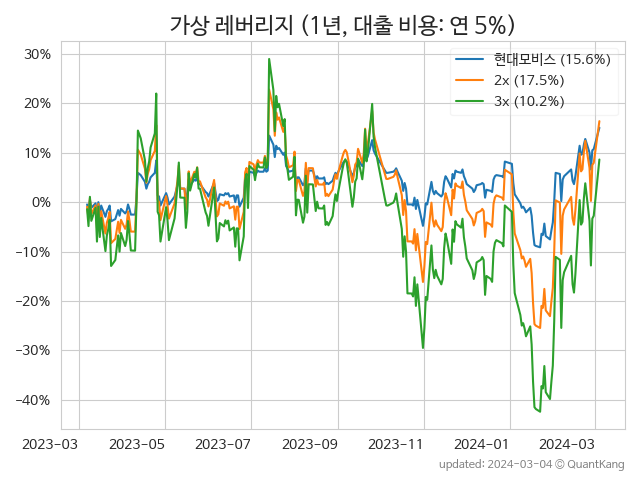 가상 레버리지 (1년, 대출 비용: 연 5%)
현대모비스 (15.6%)
2x (17.5%)
3x (10.2%)
30%
20%
10%
0%
−10%
−20%
−30%
−40%
2023-03 2023-05 2023-07 2023-09 2023-11 2024-01 2024-03
updated: 2024-03-04 © QuantKang